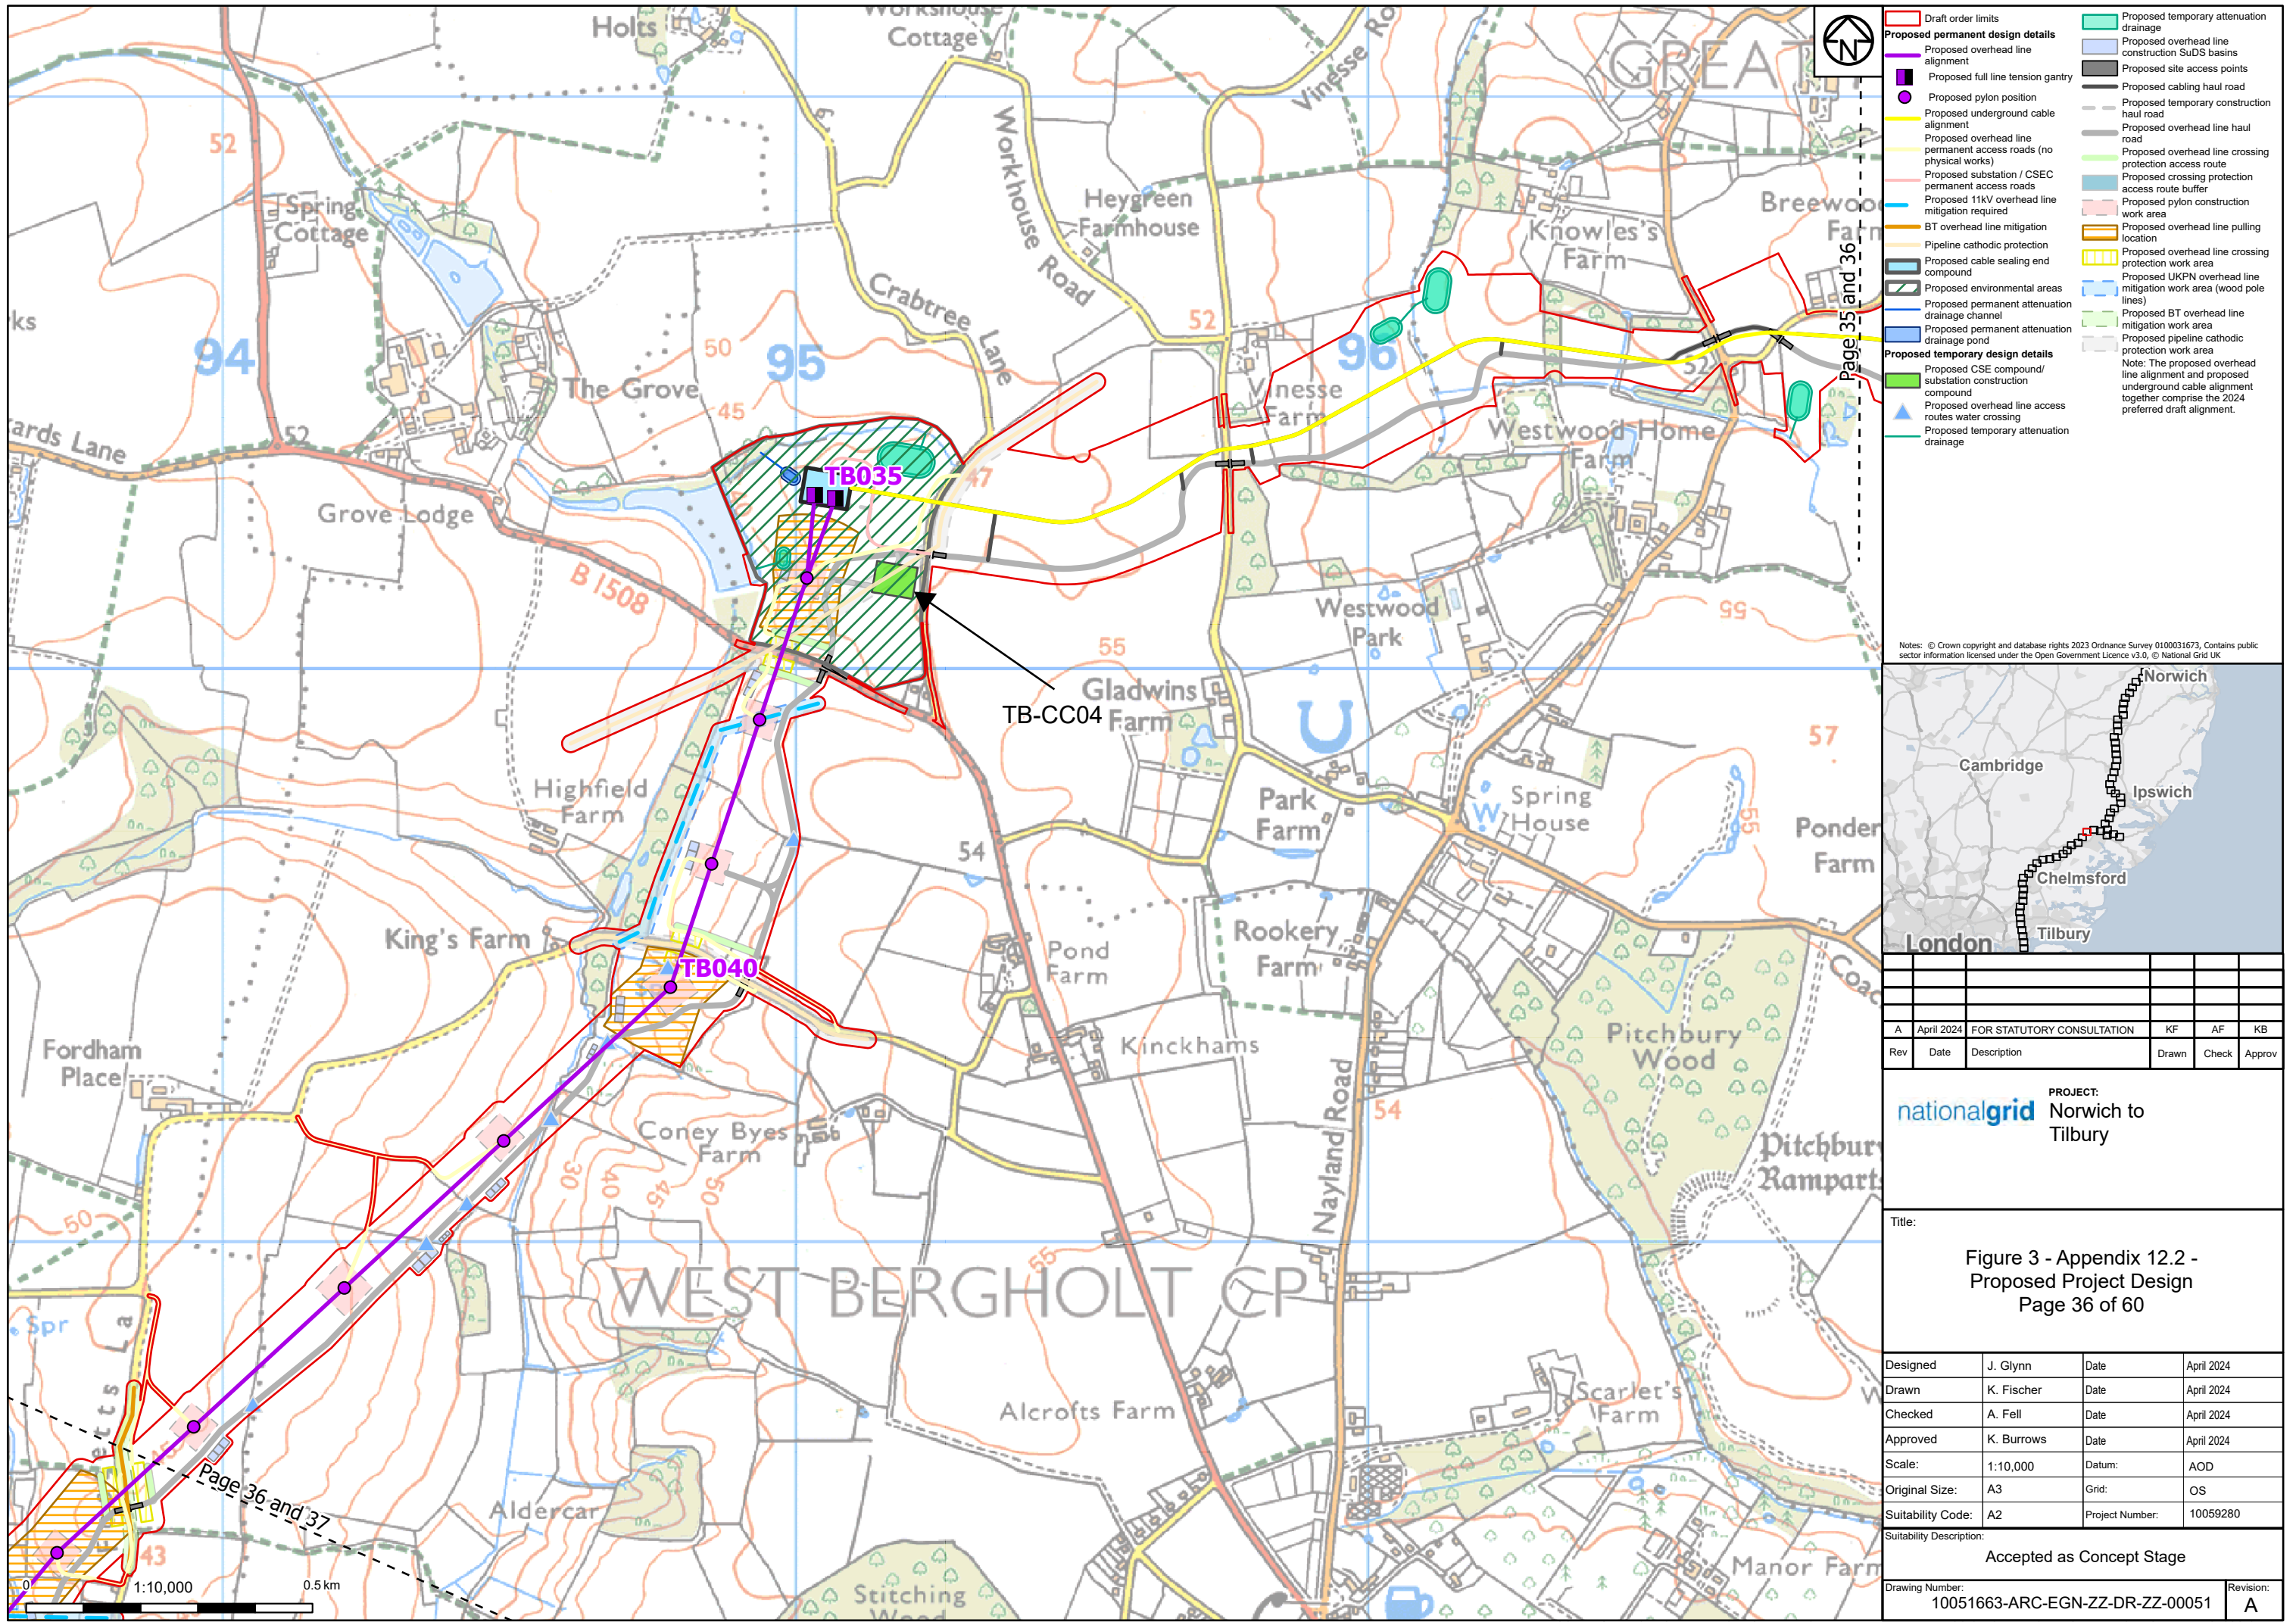 Holts
Workshouse
Cottage
Vinesse Ro
GREAT
N
52
Spring
Cottage
Workhouse Road
Heygreen
Farmhouse
Knowles's
Farm
Breewood
Farm
Crabtree Lane
ks
94
95
96
50
52
52
The Grove
45
Vinesse
Farm
Westwood Home
Farm
ards Lane
52
TB035
47
Grove Lodge
B 1508
Westwood
Park
55
55
TB-CC04
Gladwins
Farm
57
Highfield
Farm
Park
Farm
W
Spring
House
55
Ponder
Farm
54
King's Farm
TB040
Pond
Farm
Rookery
Farm
Coac
Fordham
Place
Kinckhams
Pitchbury
Wood
Nayland Road
54
Coney Byes
Farm
30
40
45
50
Pitchbury
Ramparts
50
WEST BERGHOLT CP
55
Spr
etts La
Alcrofts Farm
Scarlet's
Farm
W
Aldercar
Page 36 and 37
Page 35 and 36
43
Stitching
Wood
Manor Farm
0
1:10,000
0.5 km
Draft order limits
Proposed permanent design details
Proposed overhead line
alignment
Proposed full line tension gantry
Proposed pylon position
Proposed underground cable
alignment
Proposed overhead line
permanent access roads (no
physical works)
Proposed substation / CSEC
permanent access roads
Proposed 11kV overhead line
mitigation required
BT overhead line mitigation
Pipeline cathodic protection
Proposed cable sealing end
compound
Proposed environmental areas
Proposed permanent attenuation
drainage channel
Proposed permanent attenuation
drainage pond
Proposed temporary design details
Proposed CSE compound/
substation construction
compound
Proposed overhead line access
routes water crossing
Proposed temporary attenuation
drainage
Proposed temporary attenuation
drainage
Proposed overhead line
construction SuDS basins
Proposed site access points
Proposed cabling haul road
Proposed temporary construction
haul road
Proposed overhead line haul
road
Proposed overhead line crossing
protection access route
Proposed crossing protection
access route buffer
Proposed pylon construction
work area
Proposed overhead line pulling
location
Proposed overhead line crossing
protection work area
Proposed UKPN overhead line
mitigation work area (wood pole
lines)
Proposed BT overhead line
mitigation work area
Proposed pipeline cathodic
protection work area
Note: The proposed overhead
line alignment and proposed
underground cable alignment
together comprise the 2024
preferred draft alignment.
Notes: © Crown copyright and database rights 2023 Ordnance Survey 0100031673, Contains public
sector information licensed under the Open Government Licence v3.0, © National Grid UK
Norwich
Cambridge
Ipswich
Chelmsford
Tilbury
London
A April 2024 FOR STATUTORY CONSULTATION KF AF KB
Rev Date Description Drawn Check Approv
nationalgrid
PROJECT:
Norwich to
Tilbury
Title:
Figure 3 - Appendix 12.2 -
Proposed Project Design
Page 36 of 60
Designed J. Glynn Date April 2024
Drawn K. Fischer Date April 2024
Checked A. Fell Date April 2024
Approved K. Burrows Date April 2024
Scale: 1:10,000 Datum: AOD
Original Size: A3 Grid: OS
Suitability Code: A2 Project Number: 10059280
Suitability Description:
Accepted as Concept Stage
Drawing Number:
10051663-ARC-EGN-ZZ-DR-ZZ-00051
Revision:
A